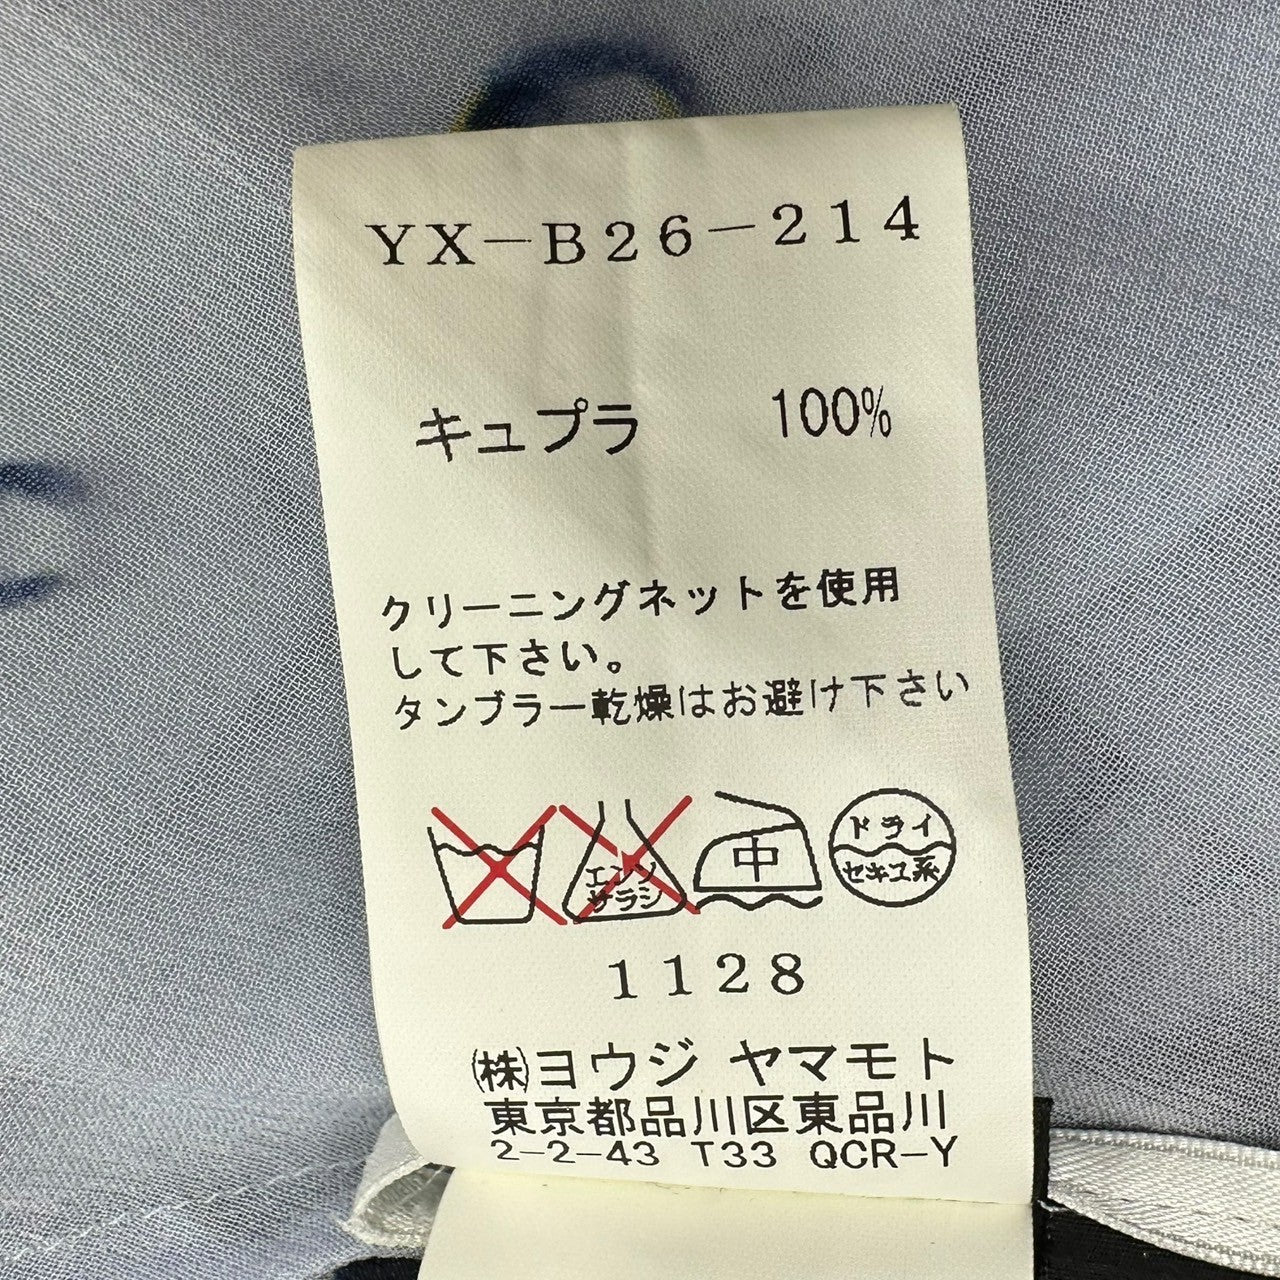 YX-B26-214
キュプラ 100%
クリーニングネットを使用
して下さい。
タンブラー乾燥はお避け下さい
エンソ
サラシ
中
ドライ
セキユ系
1128
(株)ヨウジ ヤマモト
東京都品川区東品川
2-2-43 T33 QCR-Y